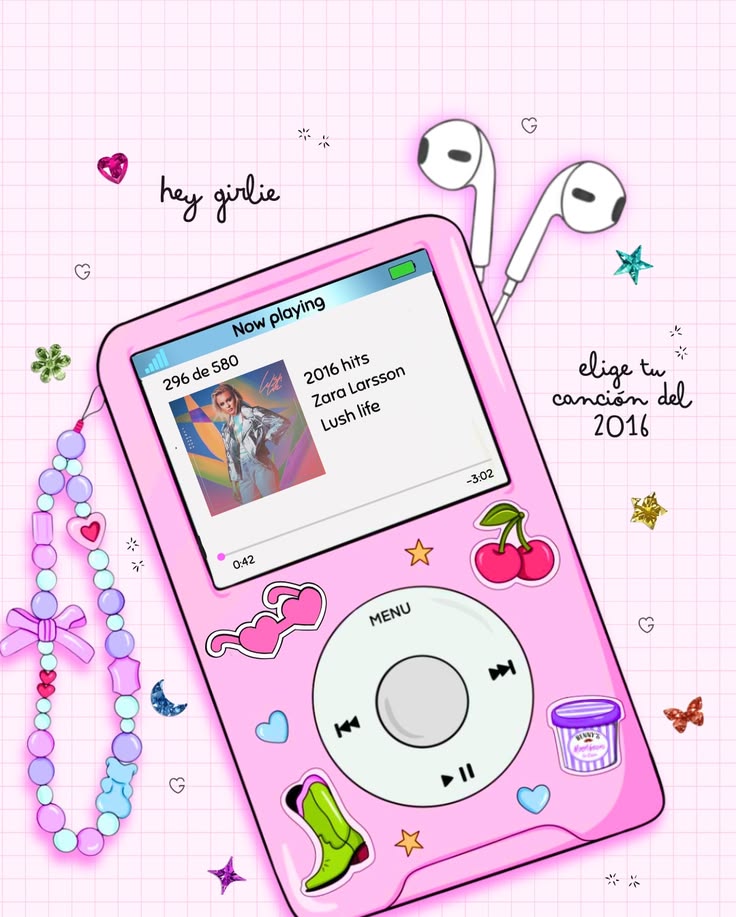 hey girlie
Now playing
296 de 580
2016 hits
Zara Larsson
Lush life
-3:02
0:42
elige tu
canción del
2016
MENU